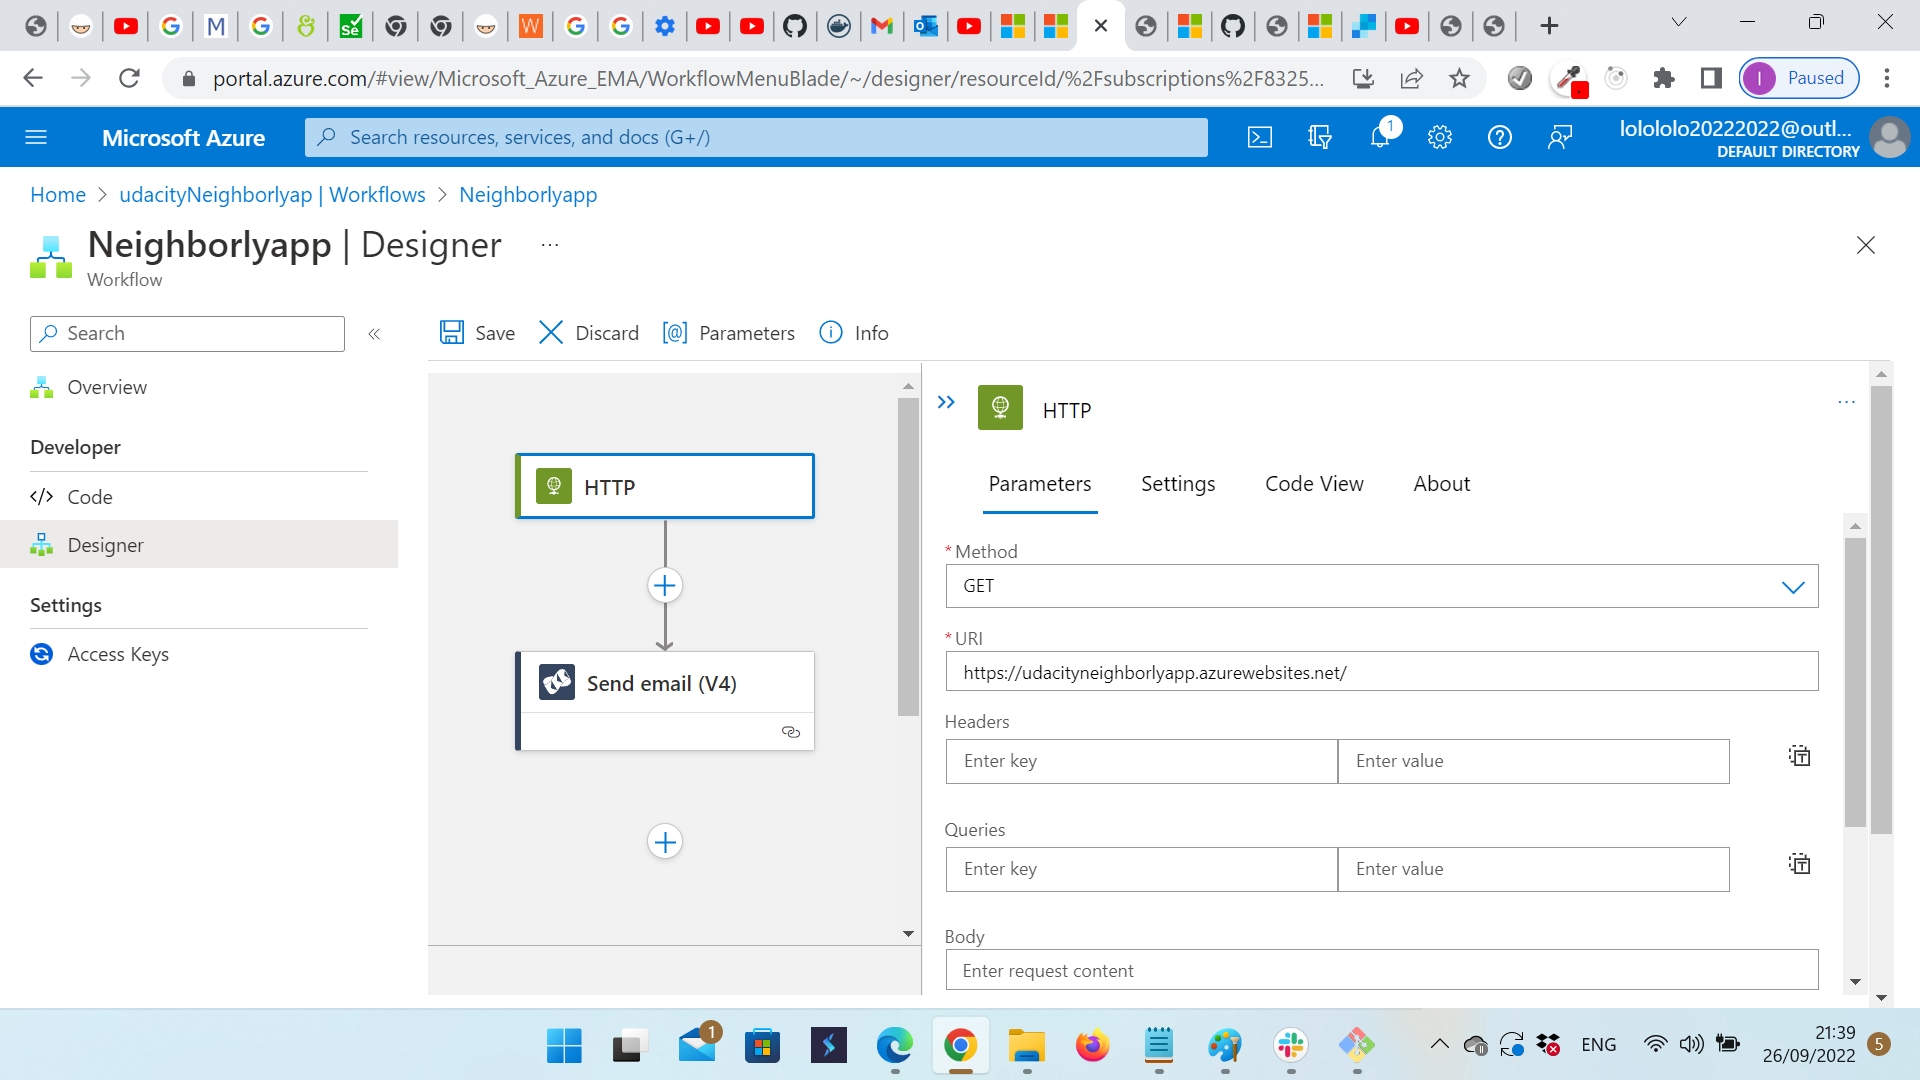 M
Se
W
portal.azure.com/#view/Microsoft_Azure_EMA/WorkflowMenuBlade/~/designer/resourceId/%2Fsubscriptions%2F8325...
I
Paused
Microsoft Azure
Search resources, services, and docs (G+/)
1
lolololo20222022@outl...
DEFAULT DIRECTORY
Home > udacityNeighborlyap | Workflows > Neighborlyapp
Neighborlyapp | Designer ...
Workflow
Search
«
Save
Discard
Parameters
Info
Overview
Developer
Code
Designer
Settings
Access Keys
HTTP
Send email (V4)
HTTP
...
Parameters
Settings
Code View
About
* Method
GET
* URI
https://udacityneighborlyapp.azurewebsites.net/
Headers
Enter key
Enter value
Queries
Enter key
Enter value
Body
Enter request content
1
ENG
21:39
26/09/2022
5